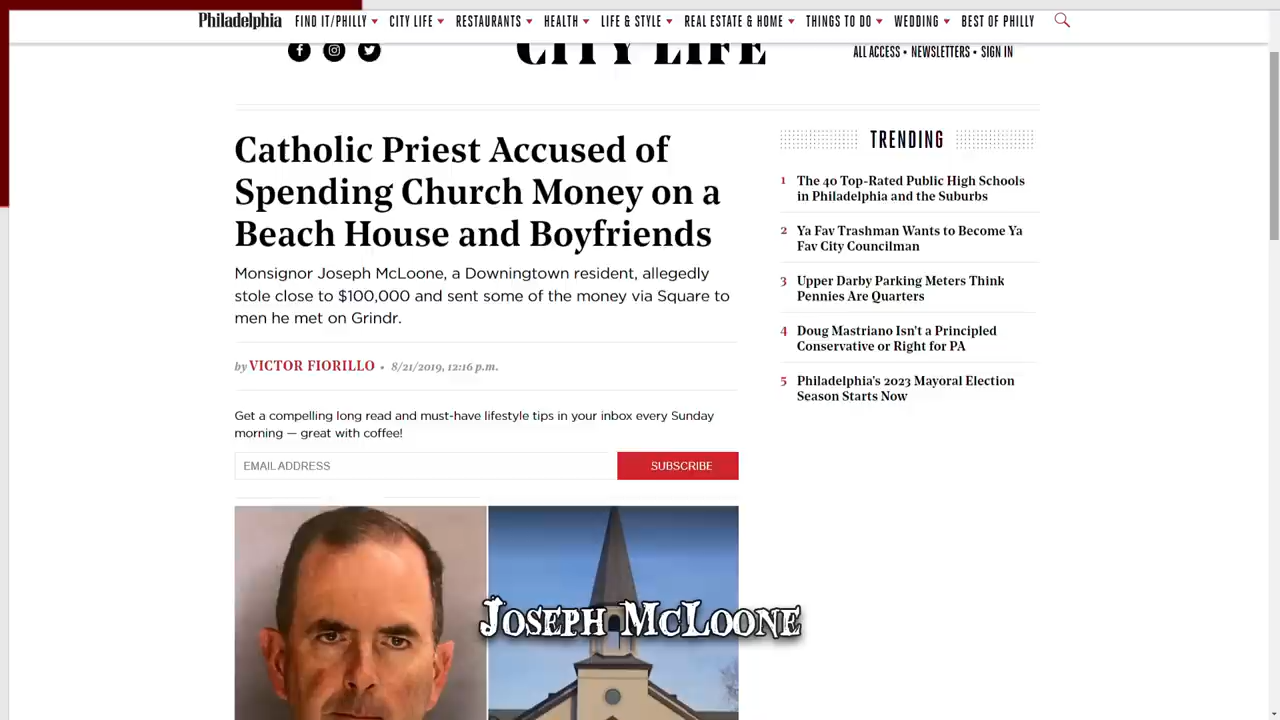 Philadelphia FIND IT/PHILLY CITY LIFE RESTAURANTS HEALTH LIFE & STYLE REAL ESTATE & HOME THINGS TO DO WEDDING BEST OF PHILLY
CITY LIFE
ALL ACCESS • NEWSLETTERS • SIGN IN
Catholic Priest Accused of
Spending Church Money on a
Beach House and Boyfriends
Monsignor Joseph McLoone, a Downingtown resident, allegedly
stole close to $100,000 and sent some of the money via Square to
men he met on Grindr.
by VICTOR FIORILLO • 8/21/2019, 12:16 p.m.
Get a compelling long read and must-have lifestyle tips in your inbox every Sunday
morning — great with coffee!
EMAIL ADDRESS
SUBSCRIBE
TRENDING
1 The 40 Top-Rated Public High Schools
in Philadelphia and the Suburbs
2 Ya Fav Trashman Wants to Become Ya
Fav City Councilman
3 Upper Darby Parking Meters Think
Pennies Are Quarters
4 Doug Mastriano Isn't a Principled
Conservative or Right for PA
5 Philadelphia's 2023 Mayoral Election
Season Starts Now
JOSEPH MCLOONE